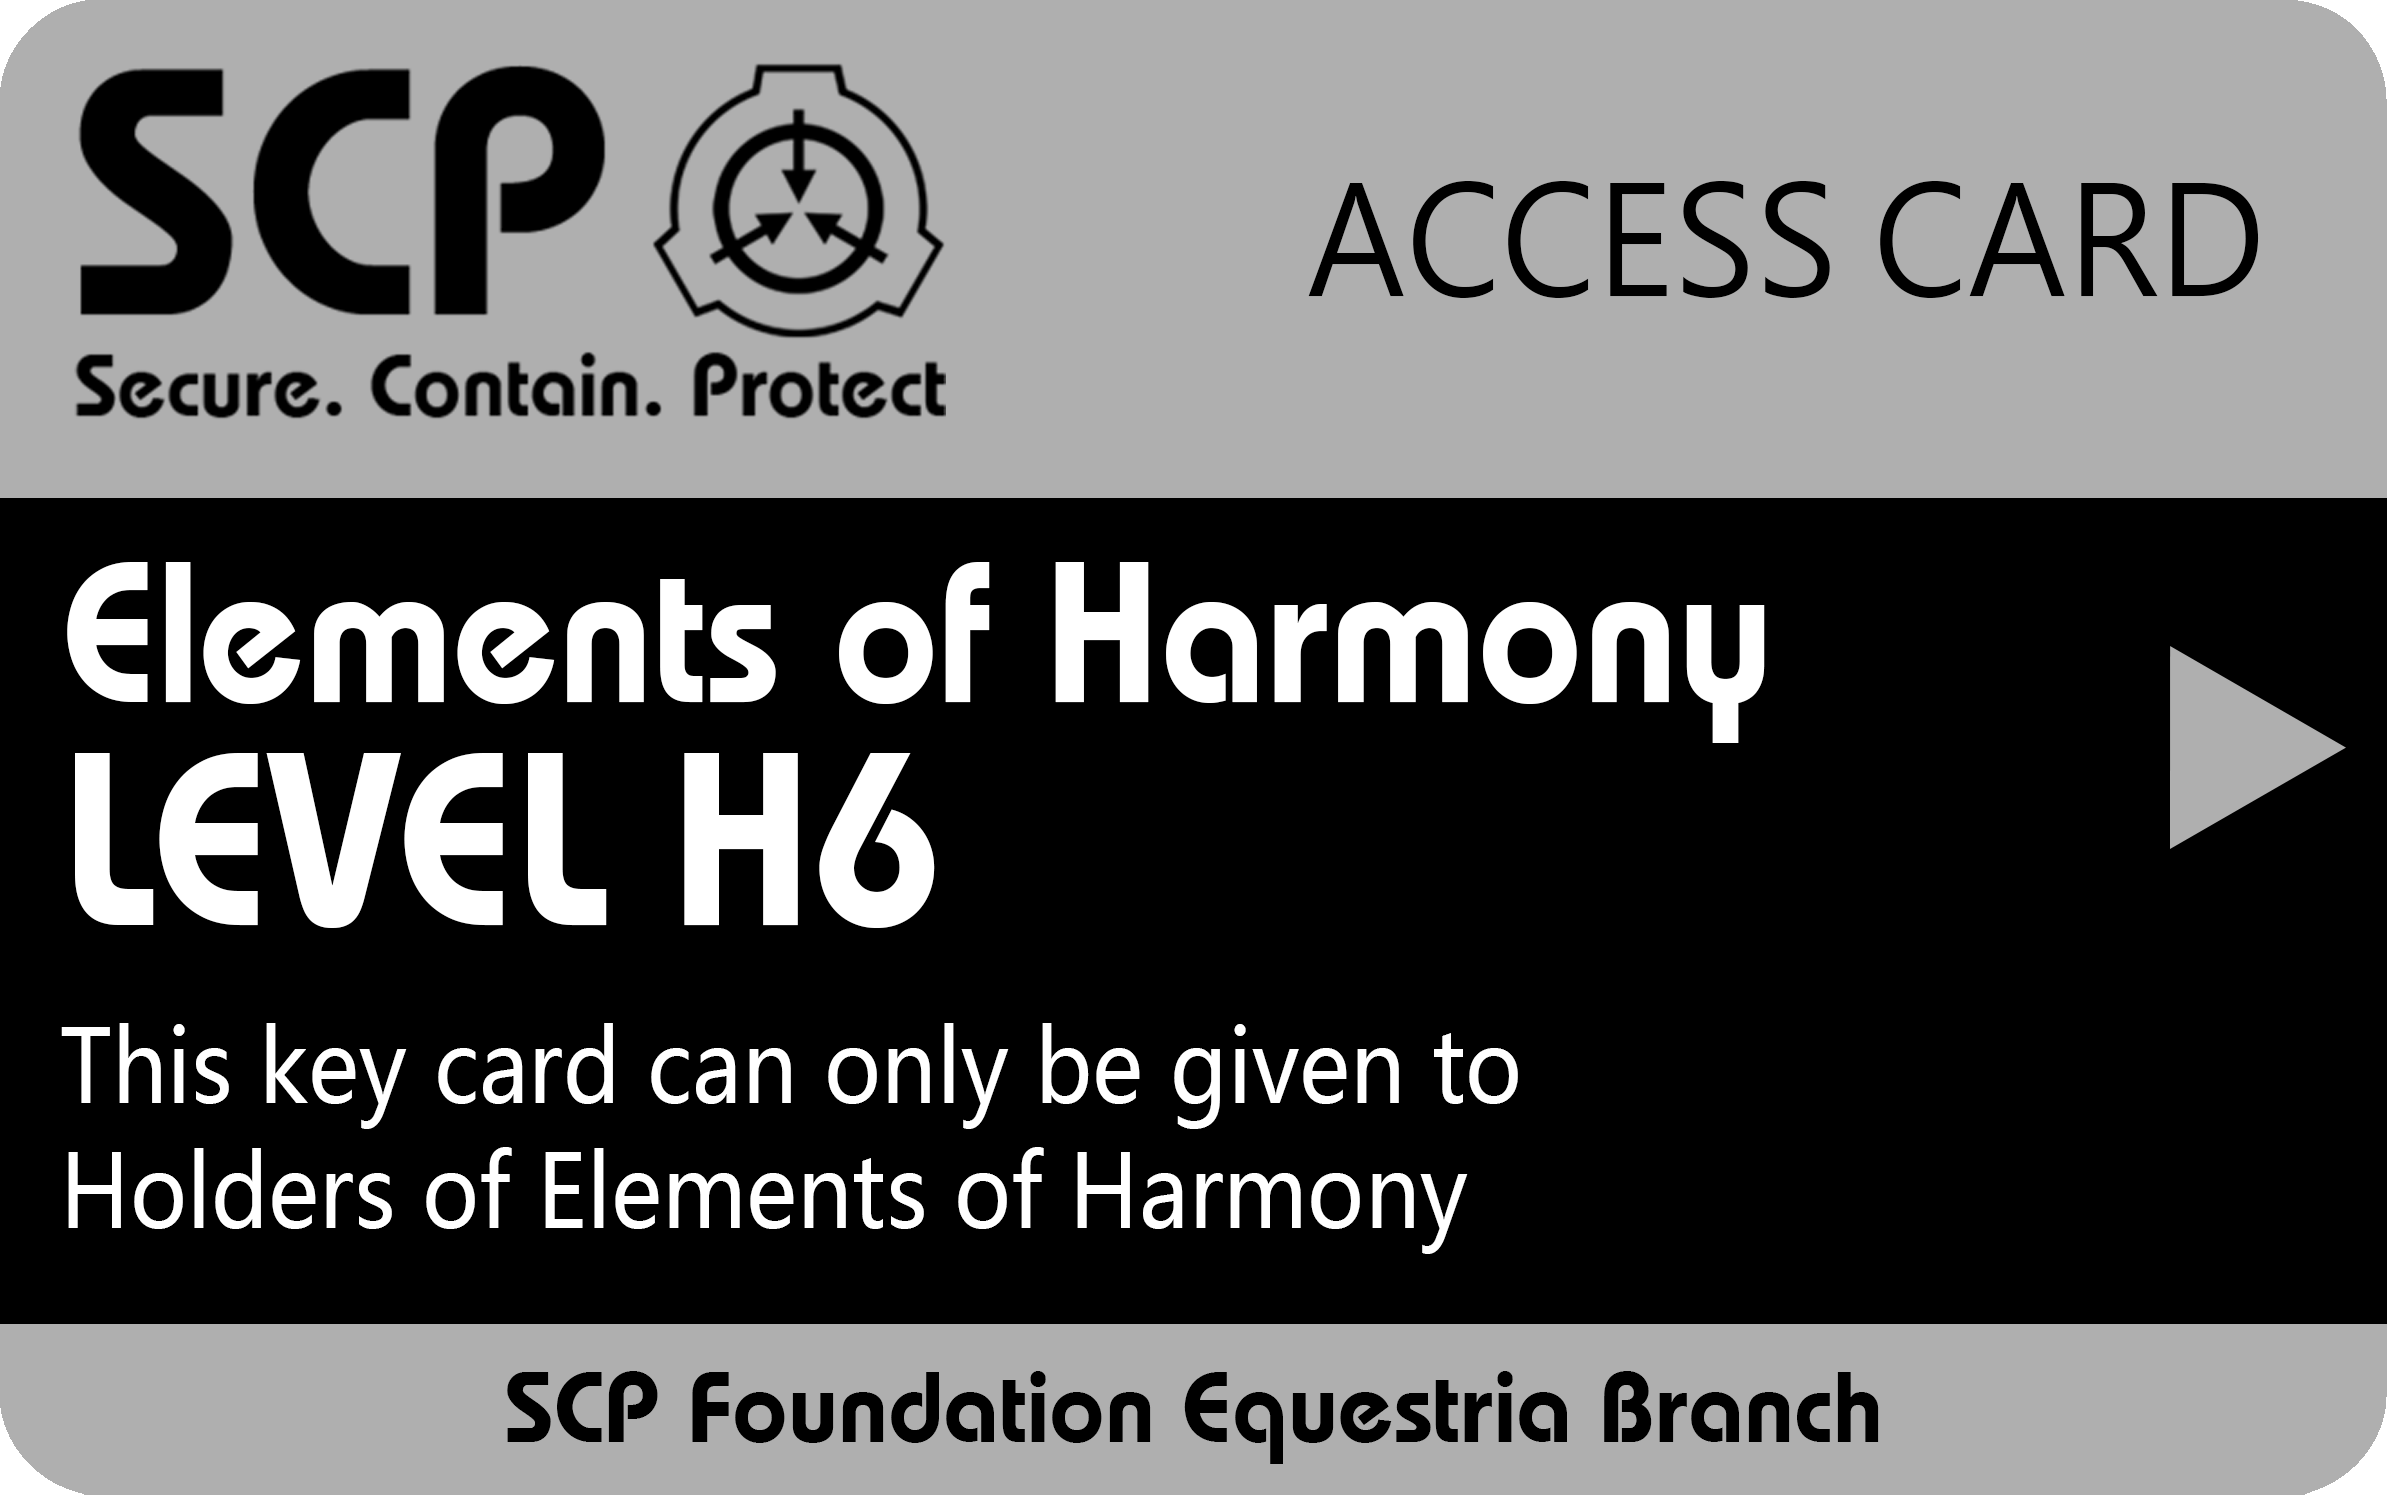 SCP
Secure. Contain. Protect
ACCESS CARD
Elements of Harmony
LEVEL H6
This key card can only be given to
Holders of Elements of Harmony
SCP Foundation Equestria Branch